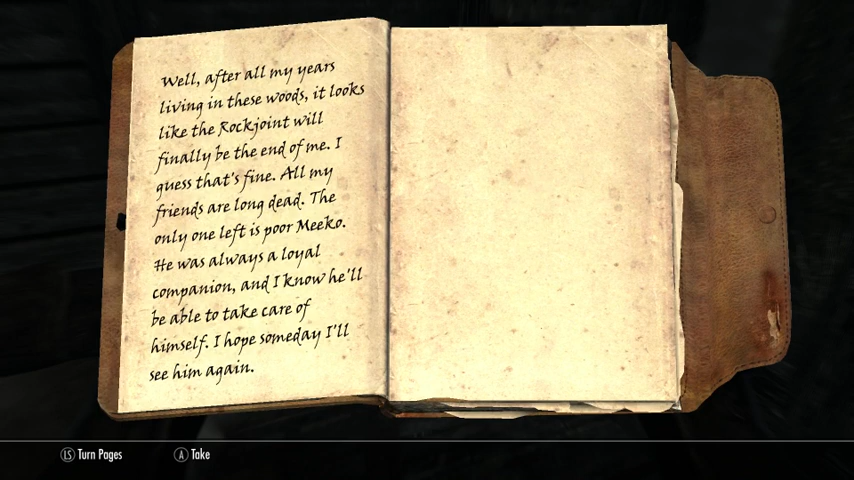 Well, after all my years
living in these woods, it looks
like the Rockjoint will
finally be the end of me. I
guess that's fine. All my
friends are long dead. The
only one left is poor Meeko.
He was always a loyal
companion, and I know he'll
be able to take care of
himself. I hope someday I'll
see him again.
LS Turn Pages
A Take